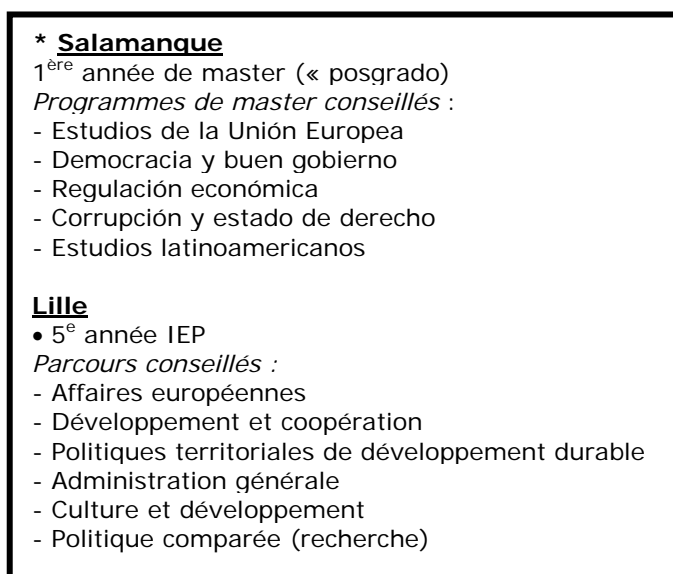 * Salamanque
1ère année de master (« posgrado)
Programmes de master conseillés :
- Estudios de la Unión Europea
- Democracia y buen gobierno
- Regulación económica
- Corrupción y estado de derecho
- Estudios latinoamericanos
Lille
• 5e année IEP
Parcours conseillés :
- Affaires européennes
- Développement et coopération
- Politiques territoriales de développement durable
- Administration générale
- Culture et développement
- Politique comparée (recherche)